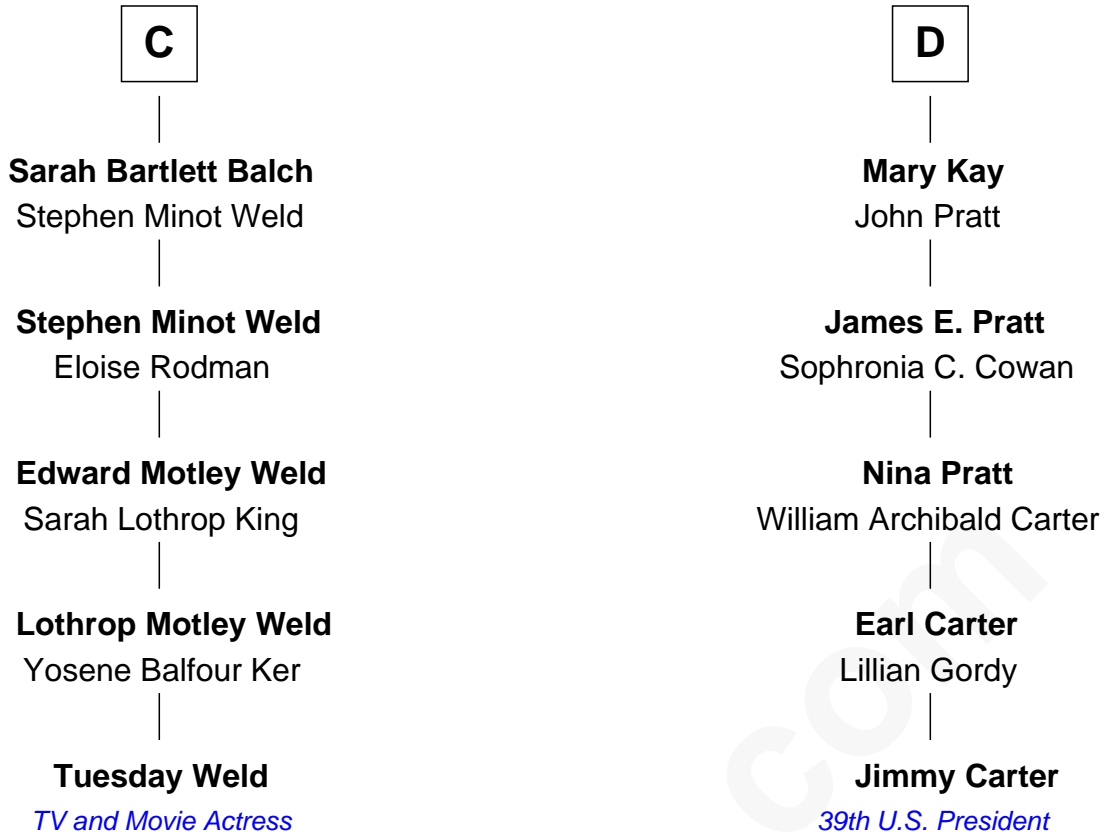 C
Sarah Bartlett Balch
Stephen Minot Weld
Stephen Minot Weld
Eloise Rodman
Edward Motley Weld
Sarah Lothrop King
Lothrop Motley Weld
Yosene Balfour Ker
Tuesday Weld
TV and Movie Actress
D
Mary Kay
John Pratt
James E. Pratt
Sophronia C. Cowan
Nina Pratt
William Archibald Carter
Earl Carter
Lillian Gordy
Jimmy Carter
39th U.S. President
com